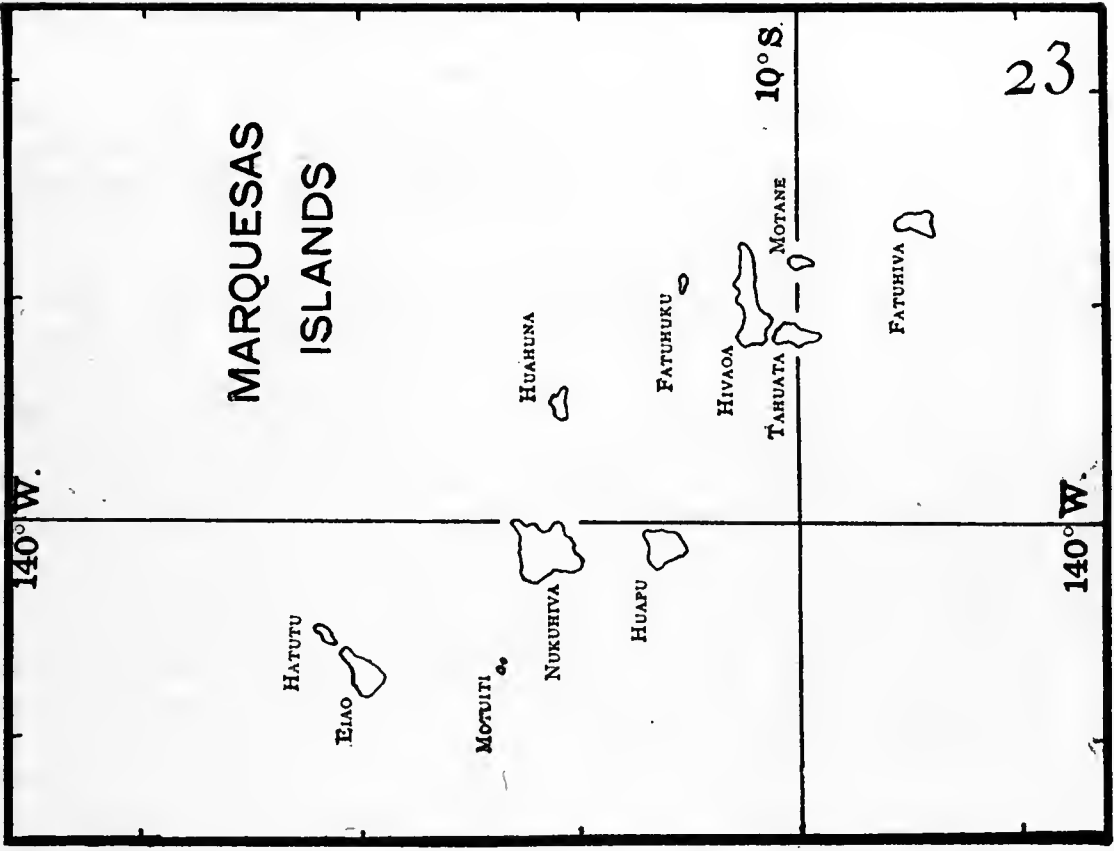 MARQUESAS
ISLANDS
140° W.
10° S.
HATUTU
EIAO
MOTUITI
NUKUHIVA
HUAPU
HUAHUNA
FATUHUKU
HIVAOA
TAHUATA
MOTANE
FATUHIVA
140° W.
23